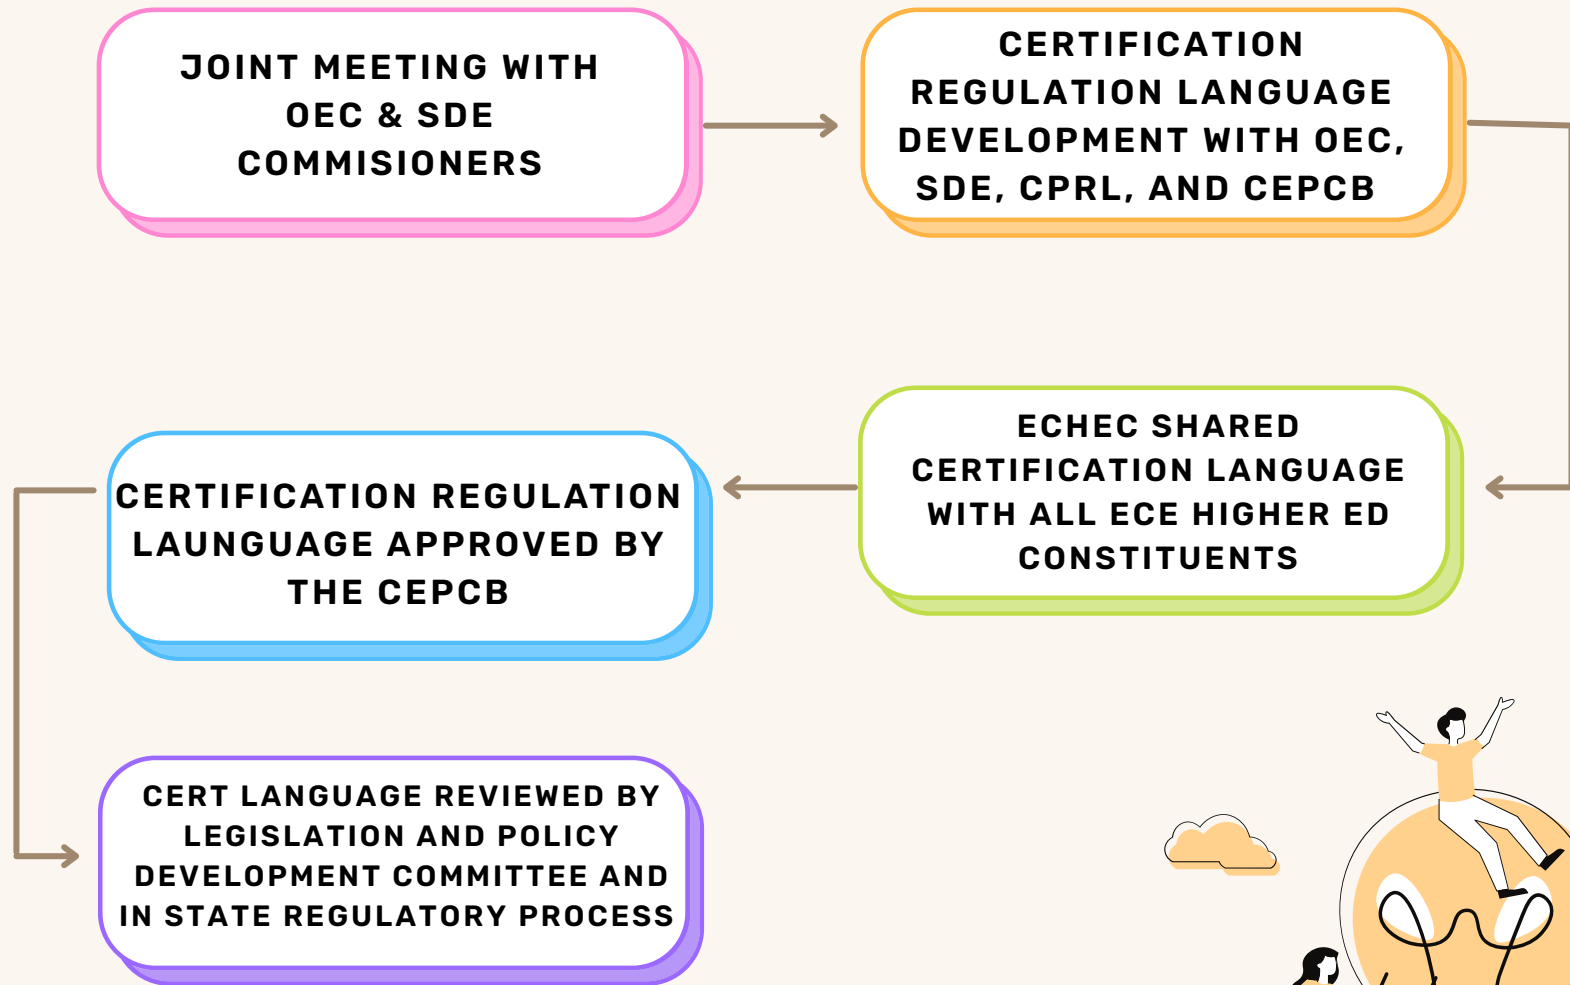 JOINT MEETING WITH
OEC & SDE
COMMISIONERS
CERTIFICATION
REGULATION LANGUAGE
DEVELOPMENT WITH OEC,
SDE, CPRL, AND CEPCB
ECHEC SHARED
CERTIFICATION LANGUAGE
WITH ALL ECE HIGHER ED
CONSTITUENTS
CERTIFICATION REGULATION
LAUNGUAGE APPROVED BY
THE CEPCB
CERT LANGUAGE REVIEWED BY
LEGISLATION AND POLICY
DEVELOPMENT COMMITTEE AND
IN STATE REGULATORY PROCESS